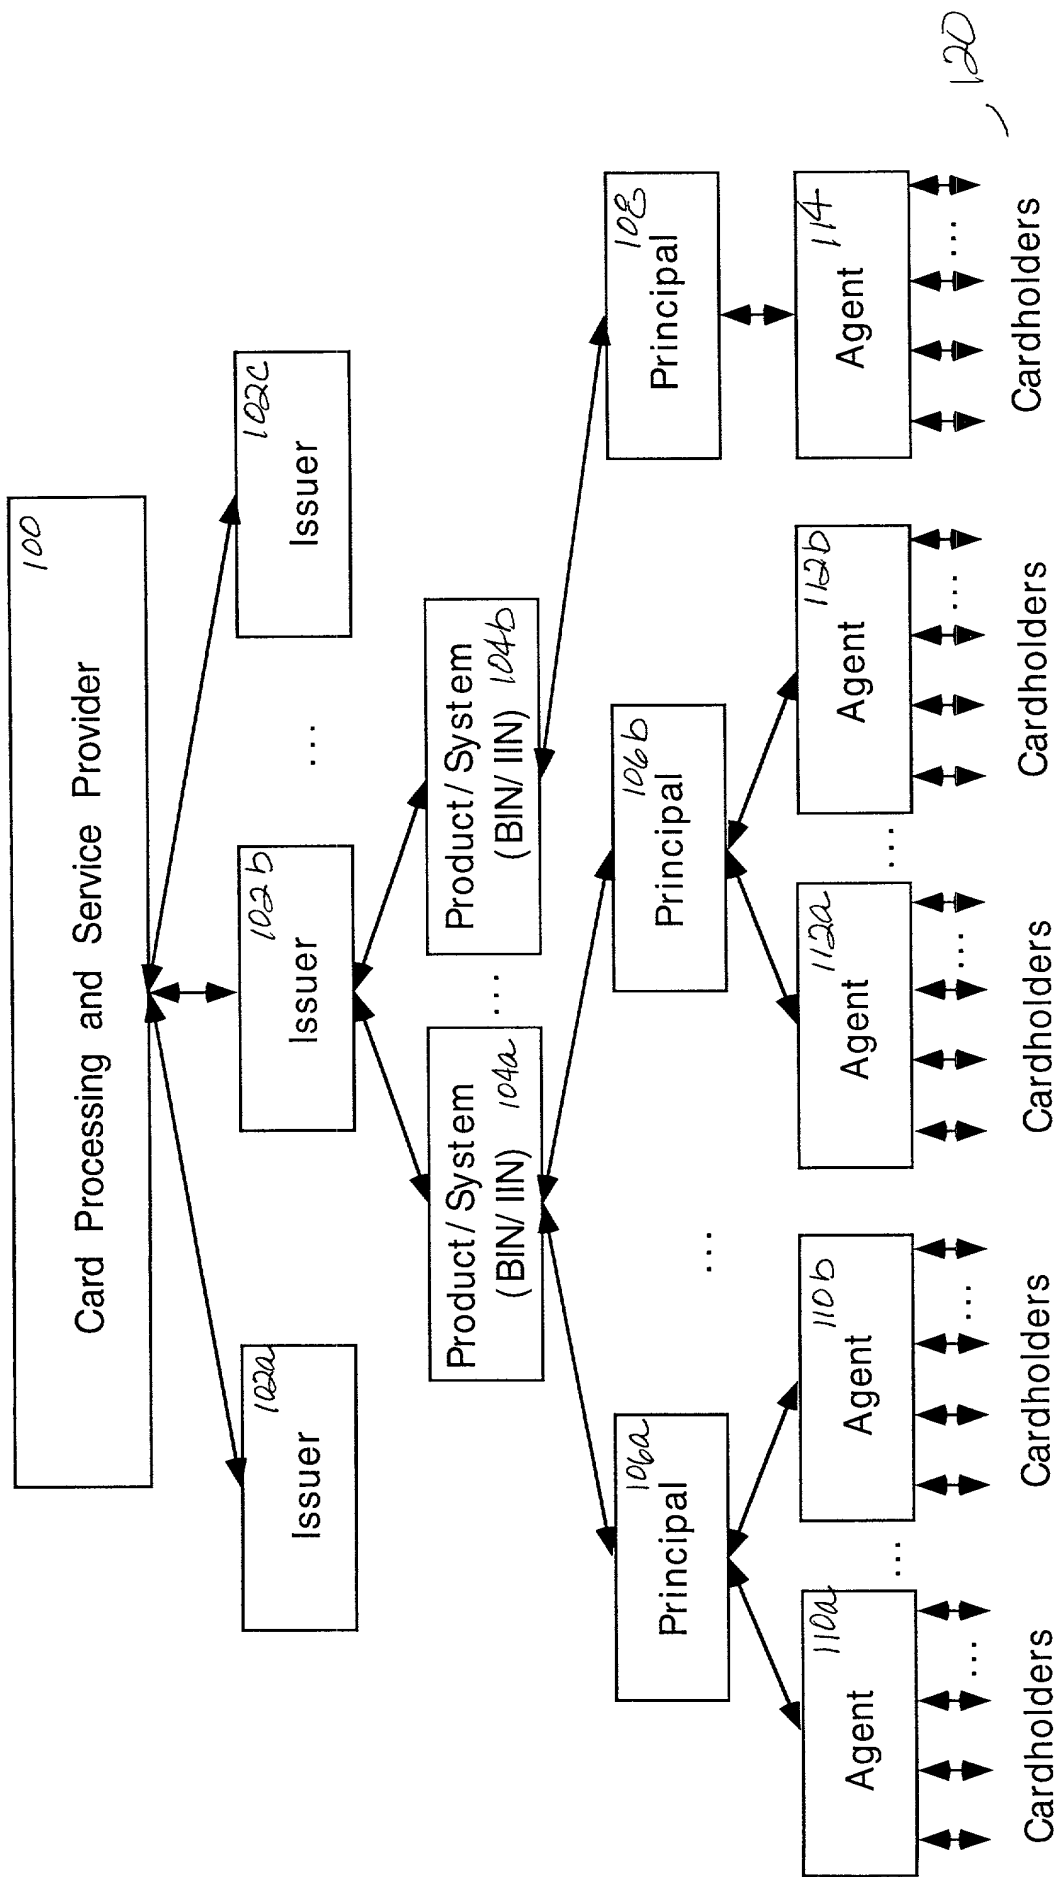 Card Processing and Service Provider 100
Issuer 102a
Issuer 102b
...
Issuer 102c
Product/System
(BIN/IIN) 104a
...
Product/System
(BIN/IIN) 104b
Principal 106a
...
Principal 106b
Principal 108
Agent 110a
...
Agent 110b
Agent 112a
...
Agent 112b
Agent 114
...
...
...
...
...
Cardholders
Cardholders
Cardholders
Cardholders
Cardholders
120